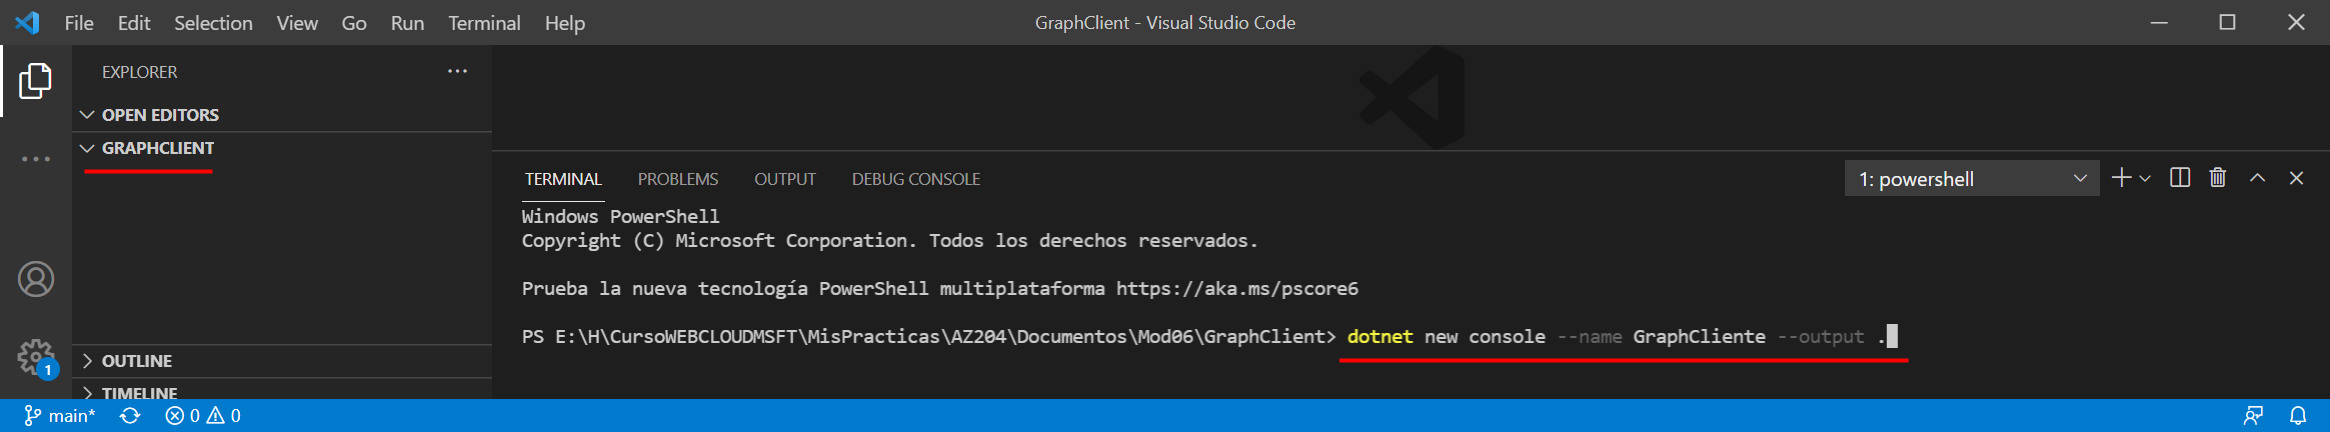 File Edit Selection View Go Run Terminal Help GraphClient - Visual Studio Code
EXPLORER
OPEN EDITORS
GRAPHCLIENT
TERMINAL PROBLEMS OUTPUT DEBUG CONSOLE 1: powershell
Windows PowerShell
Copyright (C) Microsoft Corporation. Todos los derechos reservados.
Prueba la nueva tecnología PowerShell multiplataforma https://aka.ms/pscore6
PS E:\H\CursoWEBCLOUDMSFT\MisPracticas\AZ204\Documentos\Mod06\GraphClient> dotnet new console --name GraphCliente --output .
OUTLINE
TIMELINE
1
main* 0 0